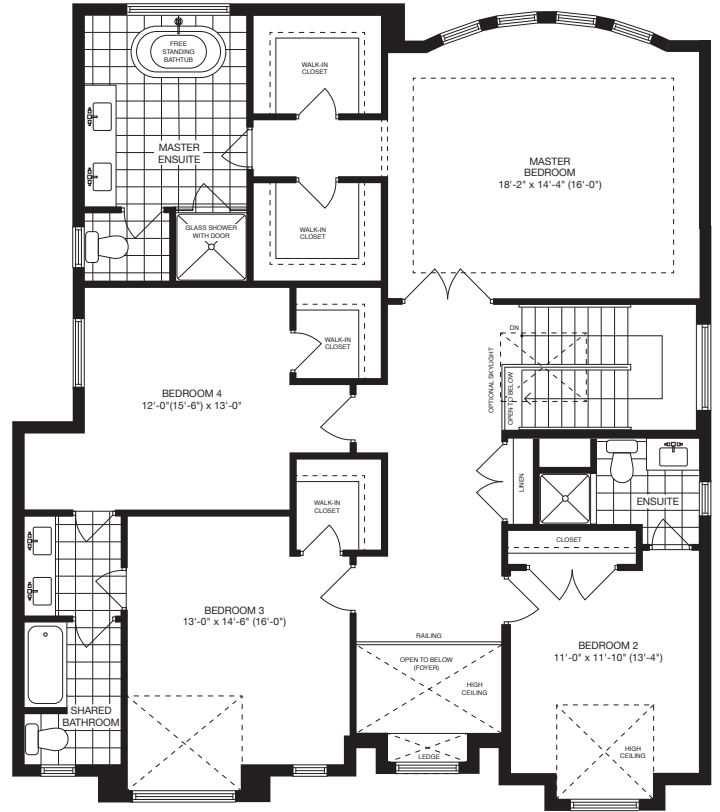 FREE
STANDING
BATHTUB
WALK-IN
CLOSET
MASTER
ENSUITE
MASTER
BEDROOM
18'-2" x 14'-4" (16'-0")
GLASS SHOWER
WITH DOOR
WALK-IN
CLOSET
WALK-IN
CLOSET
DN
OPTIONAL SKYLIGHT
OPEN TO BELOW
BEDROOM 4
12'-0"(15'-6") x 13'-0"
WALK-IN
CLOSET
LINEN
ENSUITE
CLOSET
BEDROOM 3
13'-0" x 14'-6" (16'-0")
RAILING
BEDROOM 2
11'-0" x 11'-10" (13'-4")
OPEN TO BELOW
(FOYER)
HIGH
CEILING
SHARED
BATHROOM
LEDGE
HIGH
CEILING